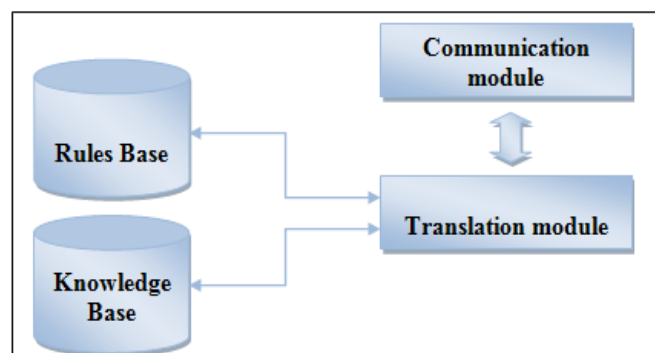 Communication
module
Rules Base
Translation module
Knowledge
Base